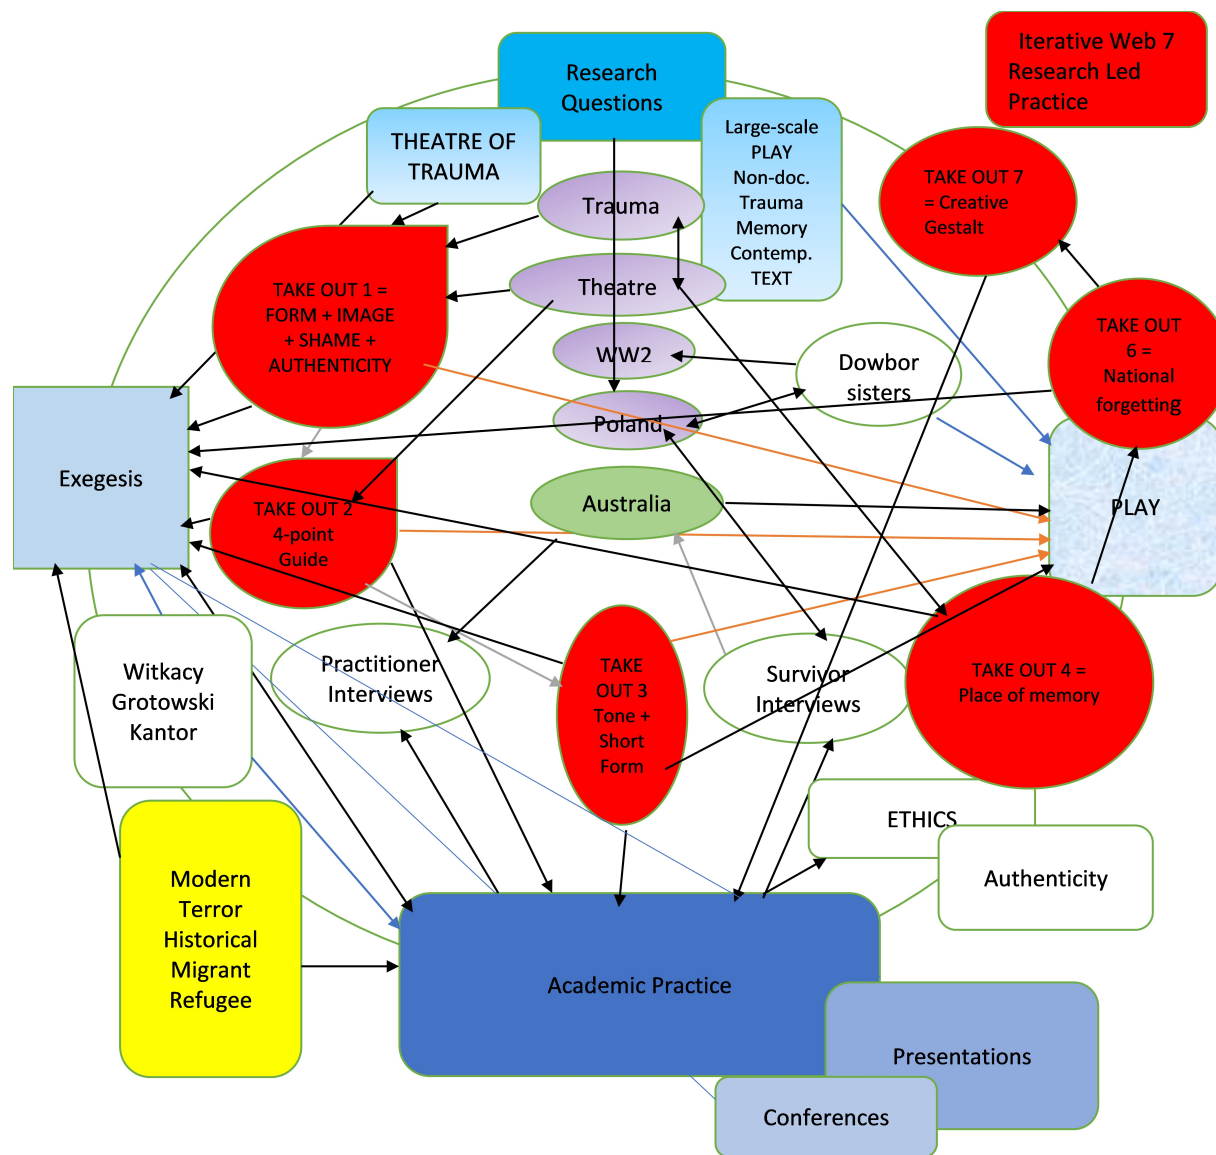 Iterative Web 7
Research Led
Practice
Research
Questions
THEATRE OF
TRAUMA
Large-scale
PLAY
Non-doc.
Trauma
Memory
Contemp.
TEXT
TAKE OUT 7
= Creative
Gestalt
Trauma
Theatre
WW2
Poland
Dowbor
sisters
TAKE OUT
6 =
National
forgetting
TAKE OUT 1 =
FORM + IMAGE
+ SHAME +
AUTHENTICITY
Exegesis
TAKE OUT 2
4-point
Guide
Australia
PLAY
Witkacy
Grotowski
Kantor
Practitioner
Interviews
TAKE
OUT 3
Tone +
Short
Form
Survivor
Interviews
TAKE OUT 4 =
Place of memory
ETHICS
Authenticity
Modern
Terror
Historical
Migrant
Refugee
Academic Practice
Presentations
Conferences